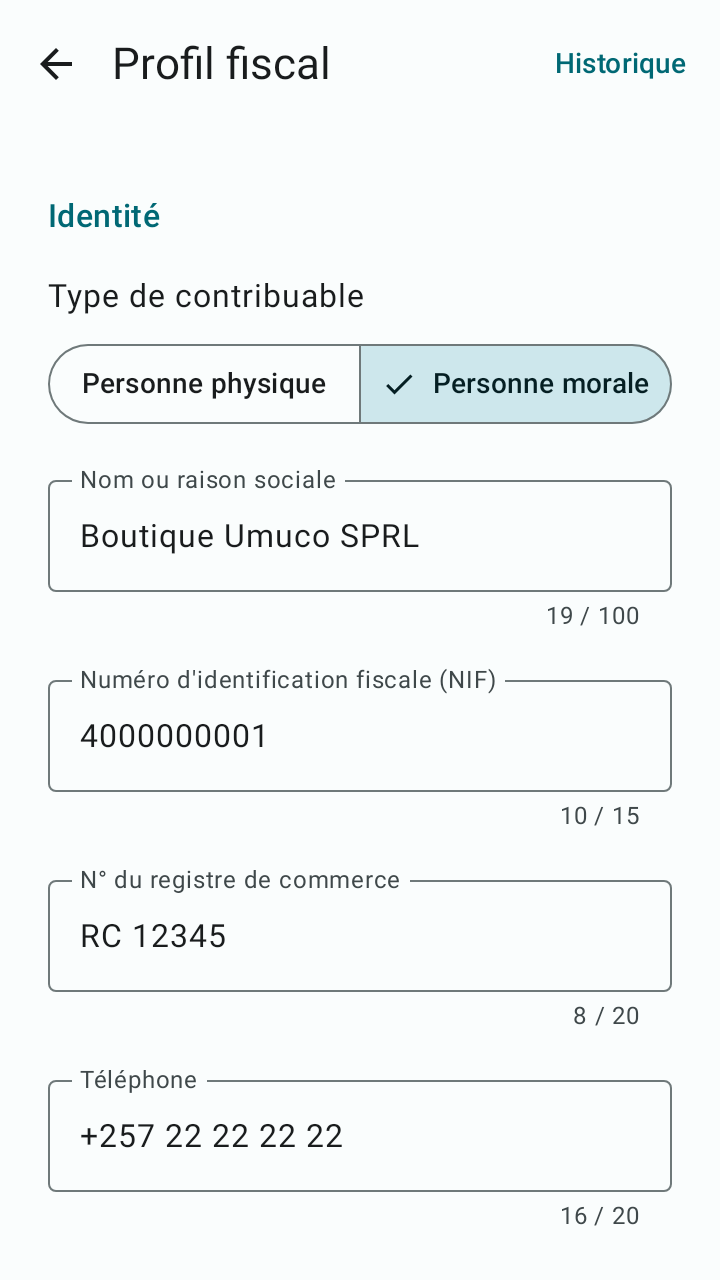 Profil fiscal
Historique
Identité
Type de contribuable
Personne physique
Personne morale
Nom ou raison sociale
Boutique Umuco SPRL
19 / 100
Numéro d'identification fiscale (NIF)
4000000001
10 / 15
N° du registre de commerce
RC 12345
8 / 20
Téléphone
+257 22 22 22 22
16 / 20